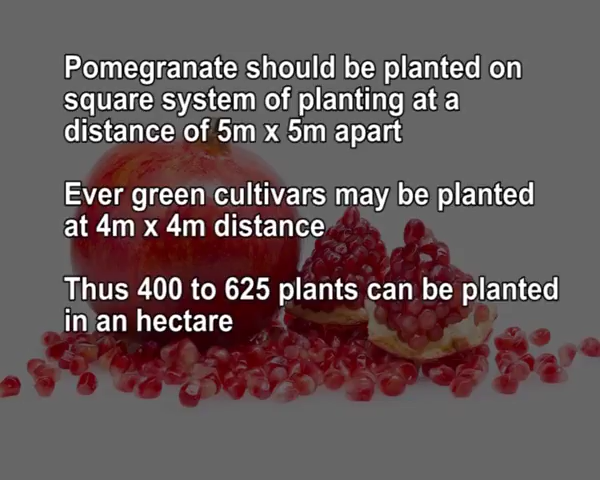 Pomegranate should be planted on
square system of planting at a
distance of 5m x 5m apart
Ever green cultivars may be planted
at 4m x 4m distance
Thus 400 to 625 plants can be planted
in an hectare